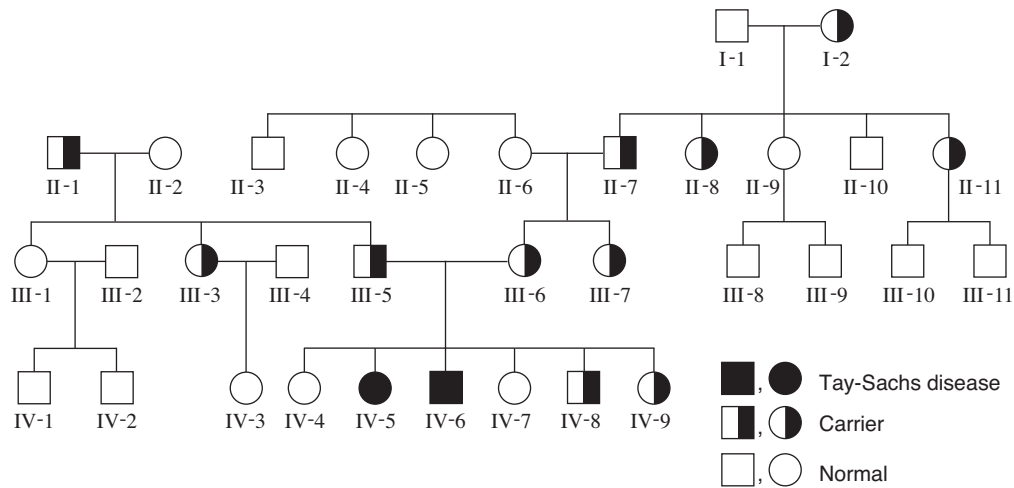 I-1 I-2
II-1 II-2 II-3 II-4 II-5 II-6 II-7 II-8 II-9 II-10 II-11
III-1 III-2 III-3 III-4 III-5 III-6 III-7 III-8 III-9 III-10 III-11
IV-1 IV-2 IV-3 IV-4 IV-5 IV-6 IV-7 IV-8 IV-9
, Tay-Sachs disease
, Carrier
, Normal